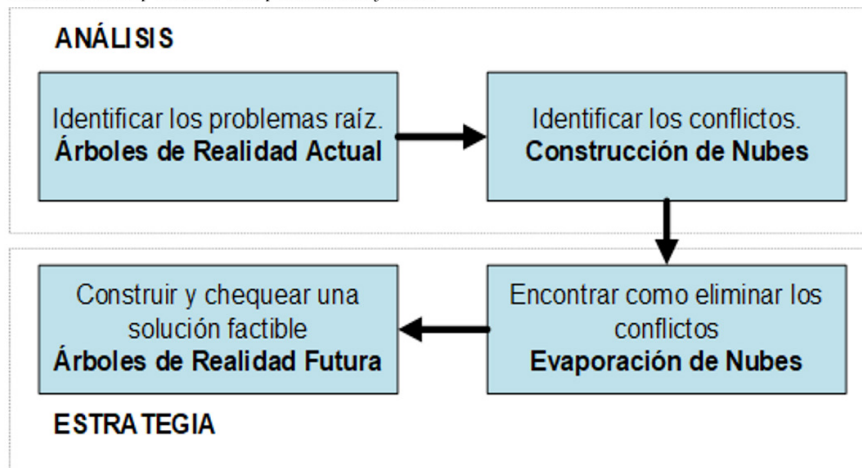 ANÁLISIS
Identificar los problemas raíz.
Árboles de Realidad Actual
Identificar los conflictos.
Construcción de Nubes
Encontrar como eliminar los
conflictos
Evaporación de Nubes
Construir y chequear una
solución factible
Árboles de Realidad Futura
ESTRATEGIA